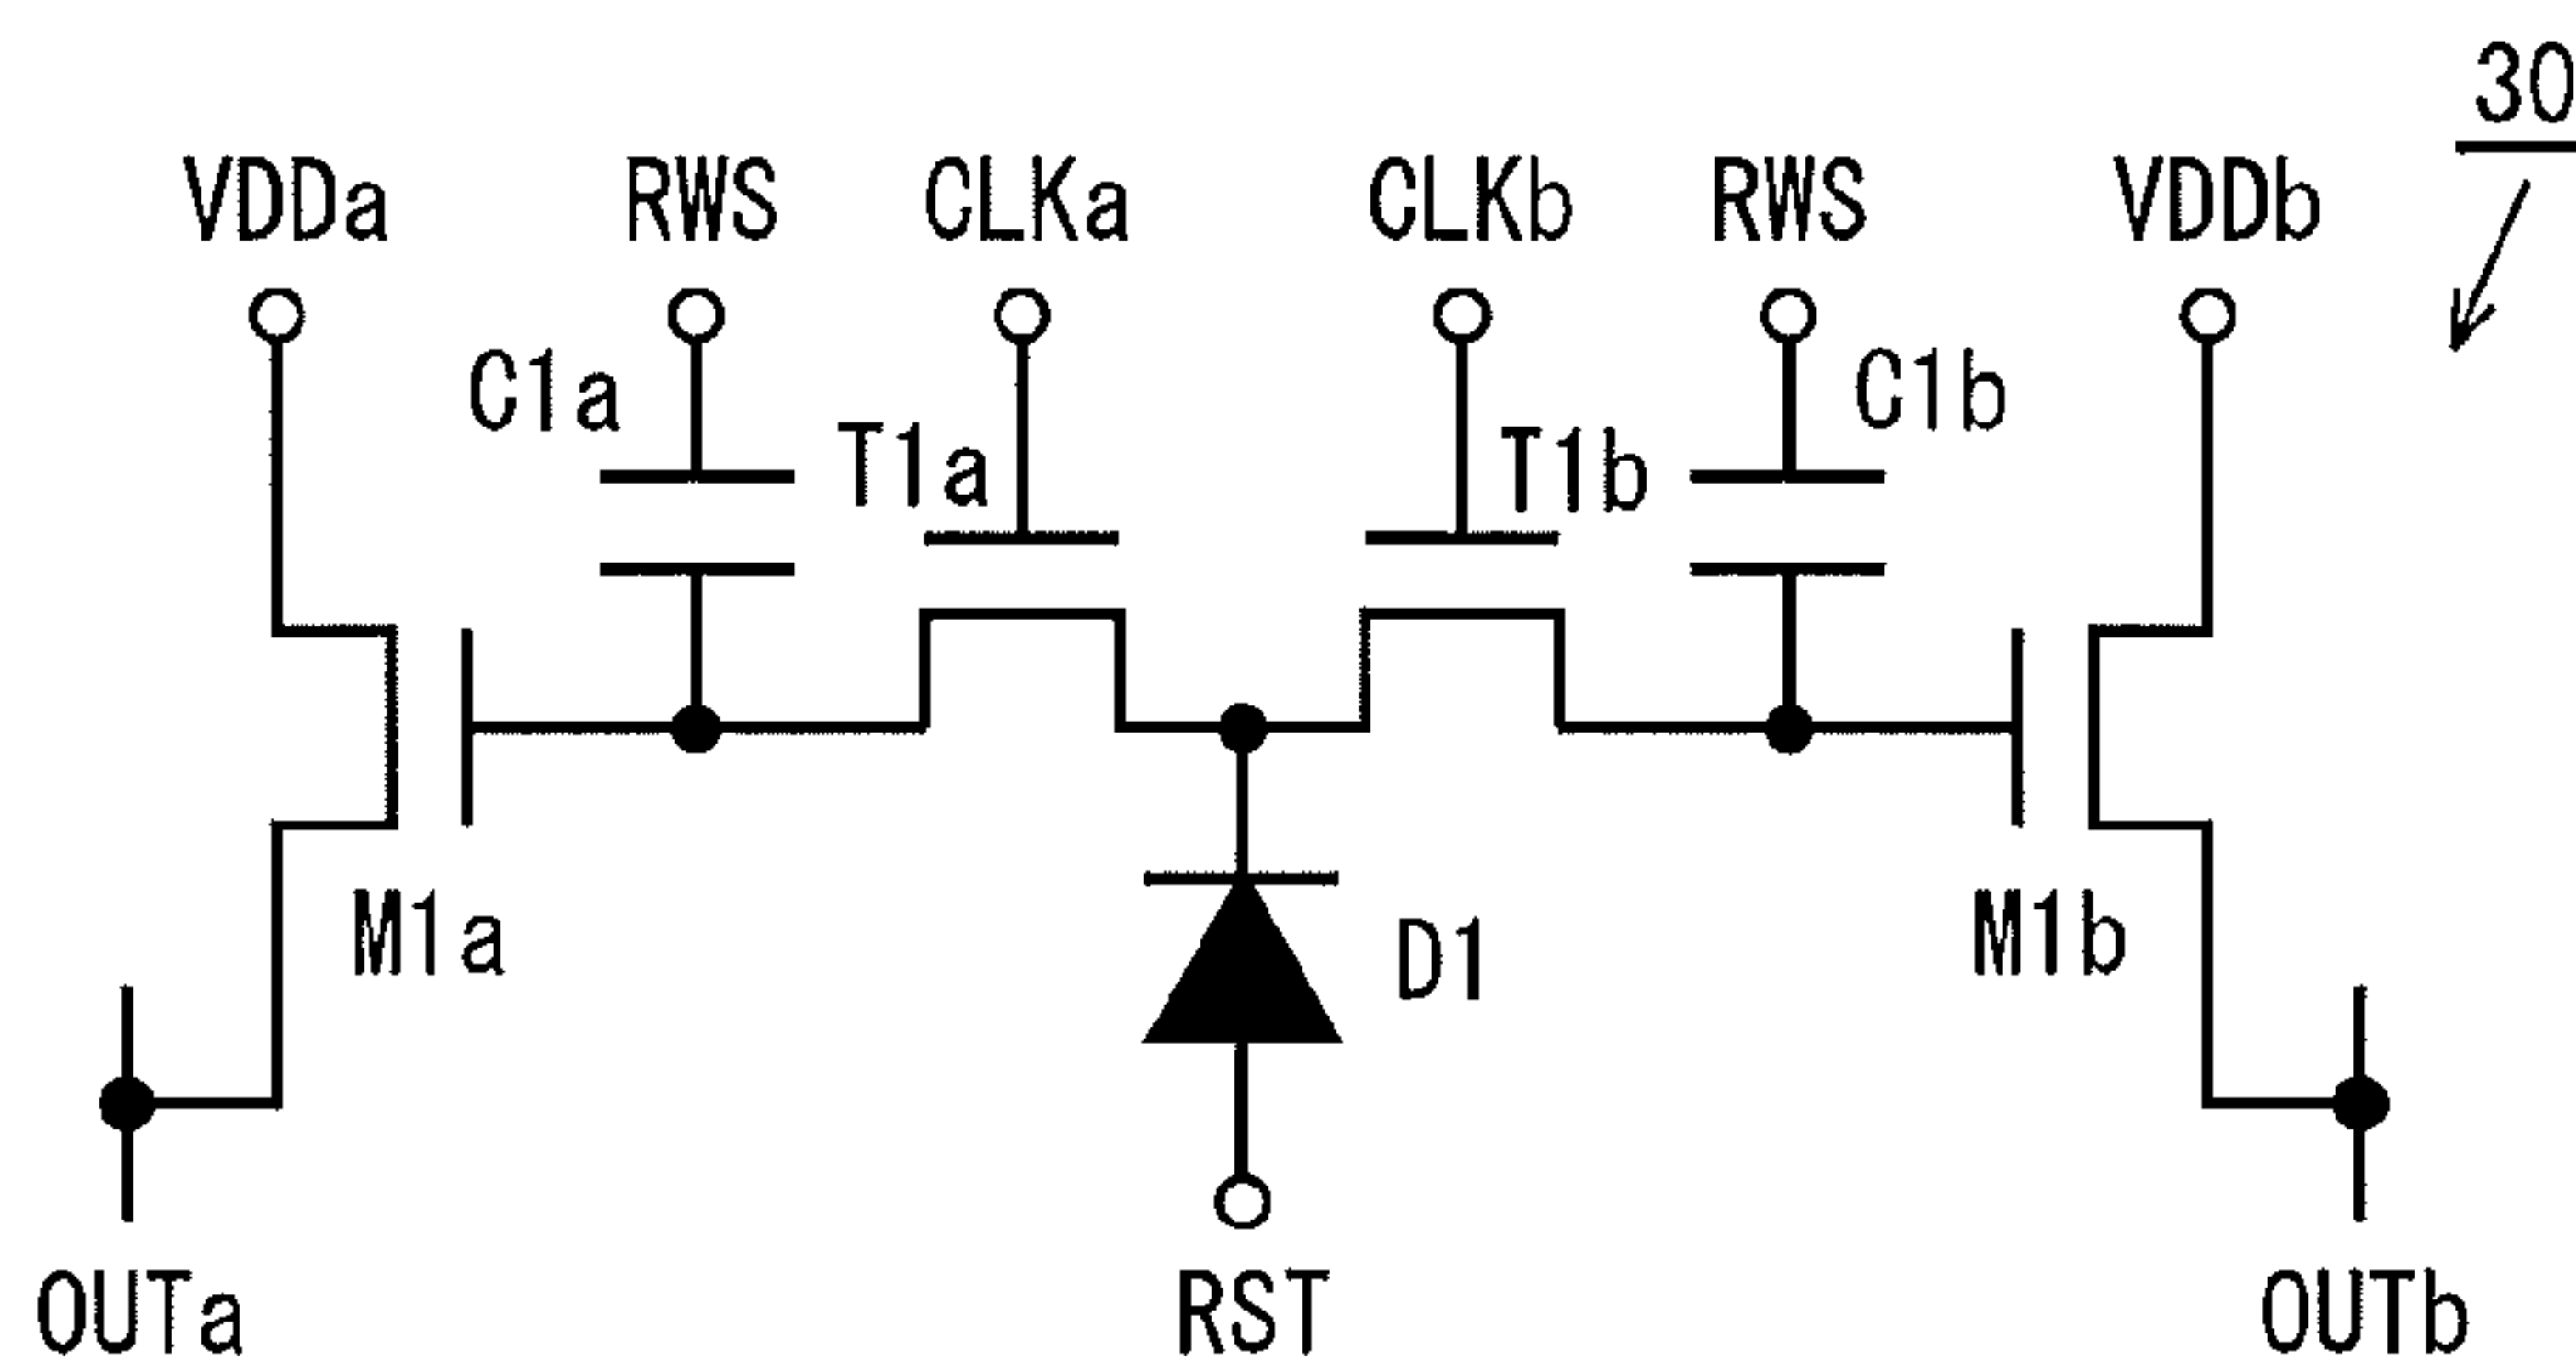 30
VDDa RWS CLKa CLKb RWS VDDb
C1a C1b
T1a T1b
M1a D1 M1b
OUTa RST OUTb